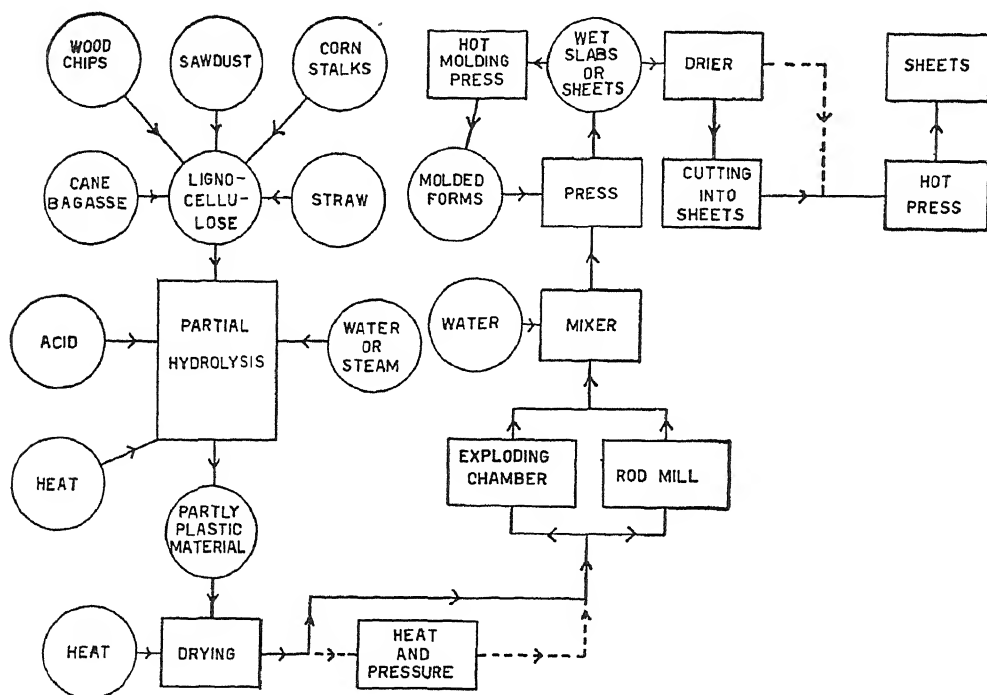 WOOD
CHIPS
SAWDUST
CORN
STALKS
CANE
BAGASSE
LIGNO-
CELLU-
LOSE
STRAW
ACID
PARTIAL
HYDROLYSIS
WATER
OR
STEAM
HEAT
PARTLY
PLASTIC
MATERIAL
HEAT
DRYING
HEAT
AND
PRESSURE
EXPLODING
CHAMBER
ROD MILL
WATER
MIXER
PRESS
MOLDED
FORMS
HOT
MOLDING
PRESS
WET
SLABS
OR
SHEETS
DRIER
CUTTING
INTO
SHEETS
HOT
PRESS
SHEETS